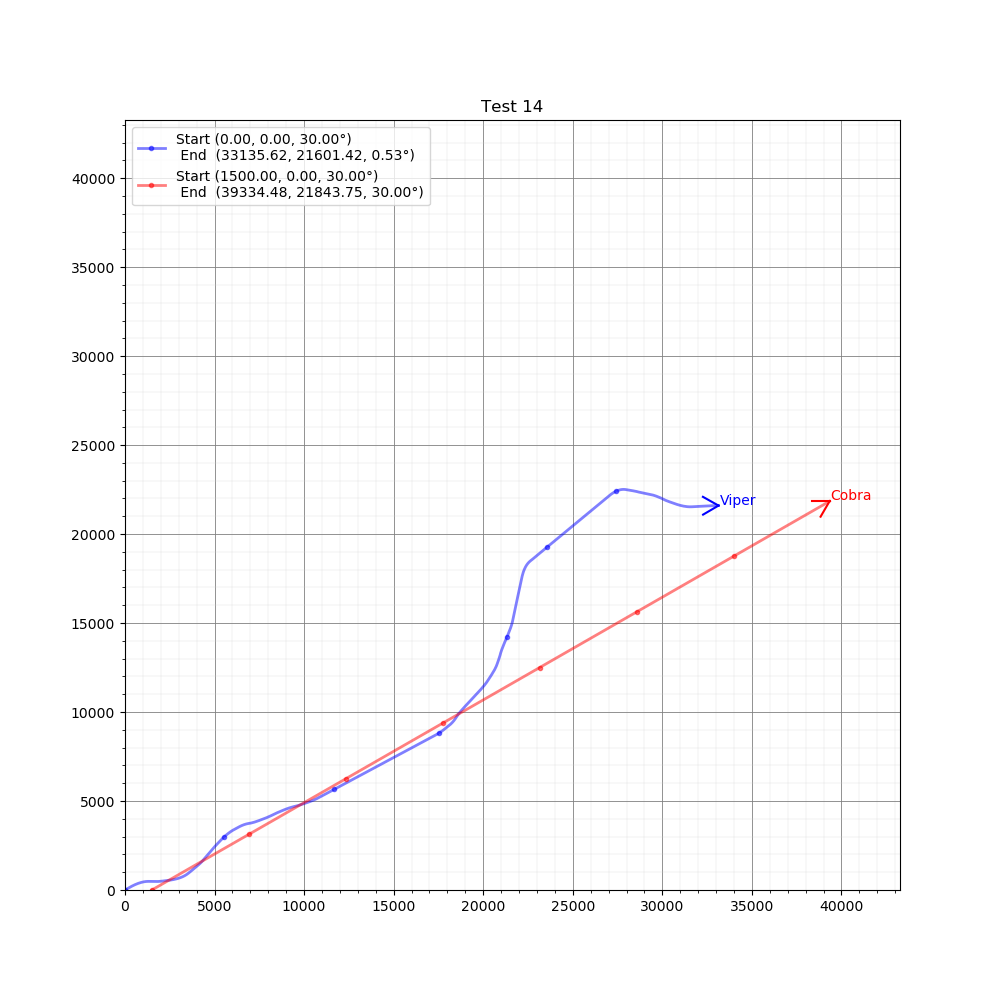 Test 14
Start (0.00, 0.00, 30.00°)
End  (33135.62, 21601.42, 0.53°)
Start (1500.00, 0.00, 30.00°)
End  (39334.48, 21843.75, 30.00°)
40000
35000
30000
25000
20000
15000
10000
5000
0
Viper
Cobra
0 5000 10000 15000 20000 25000 30000 35000 40000